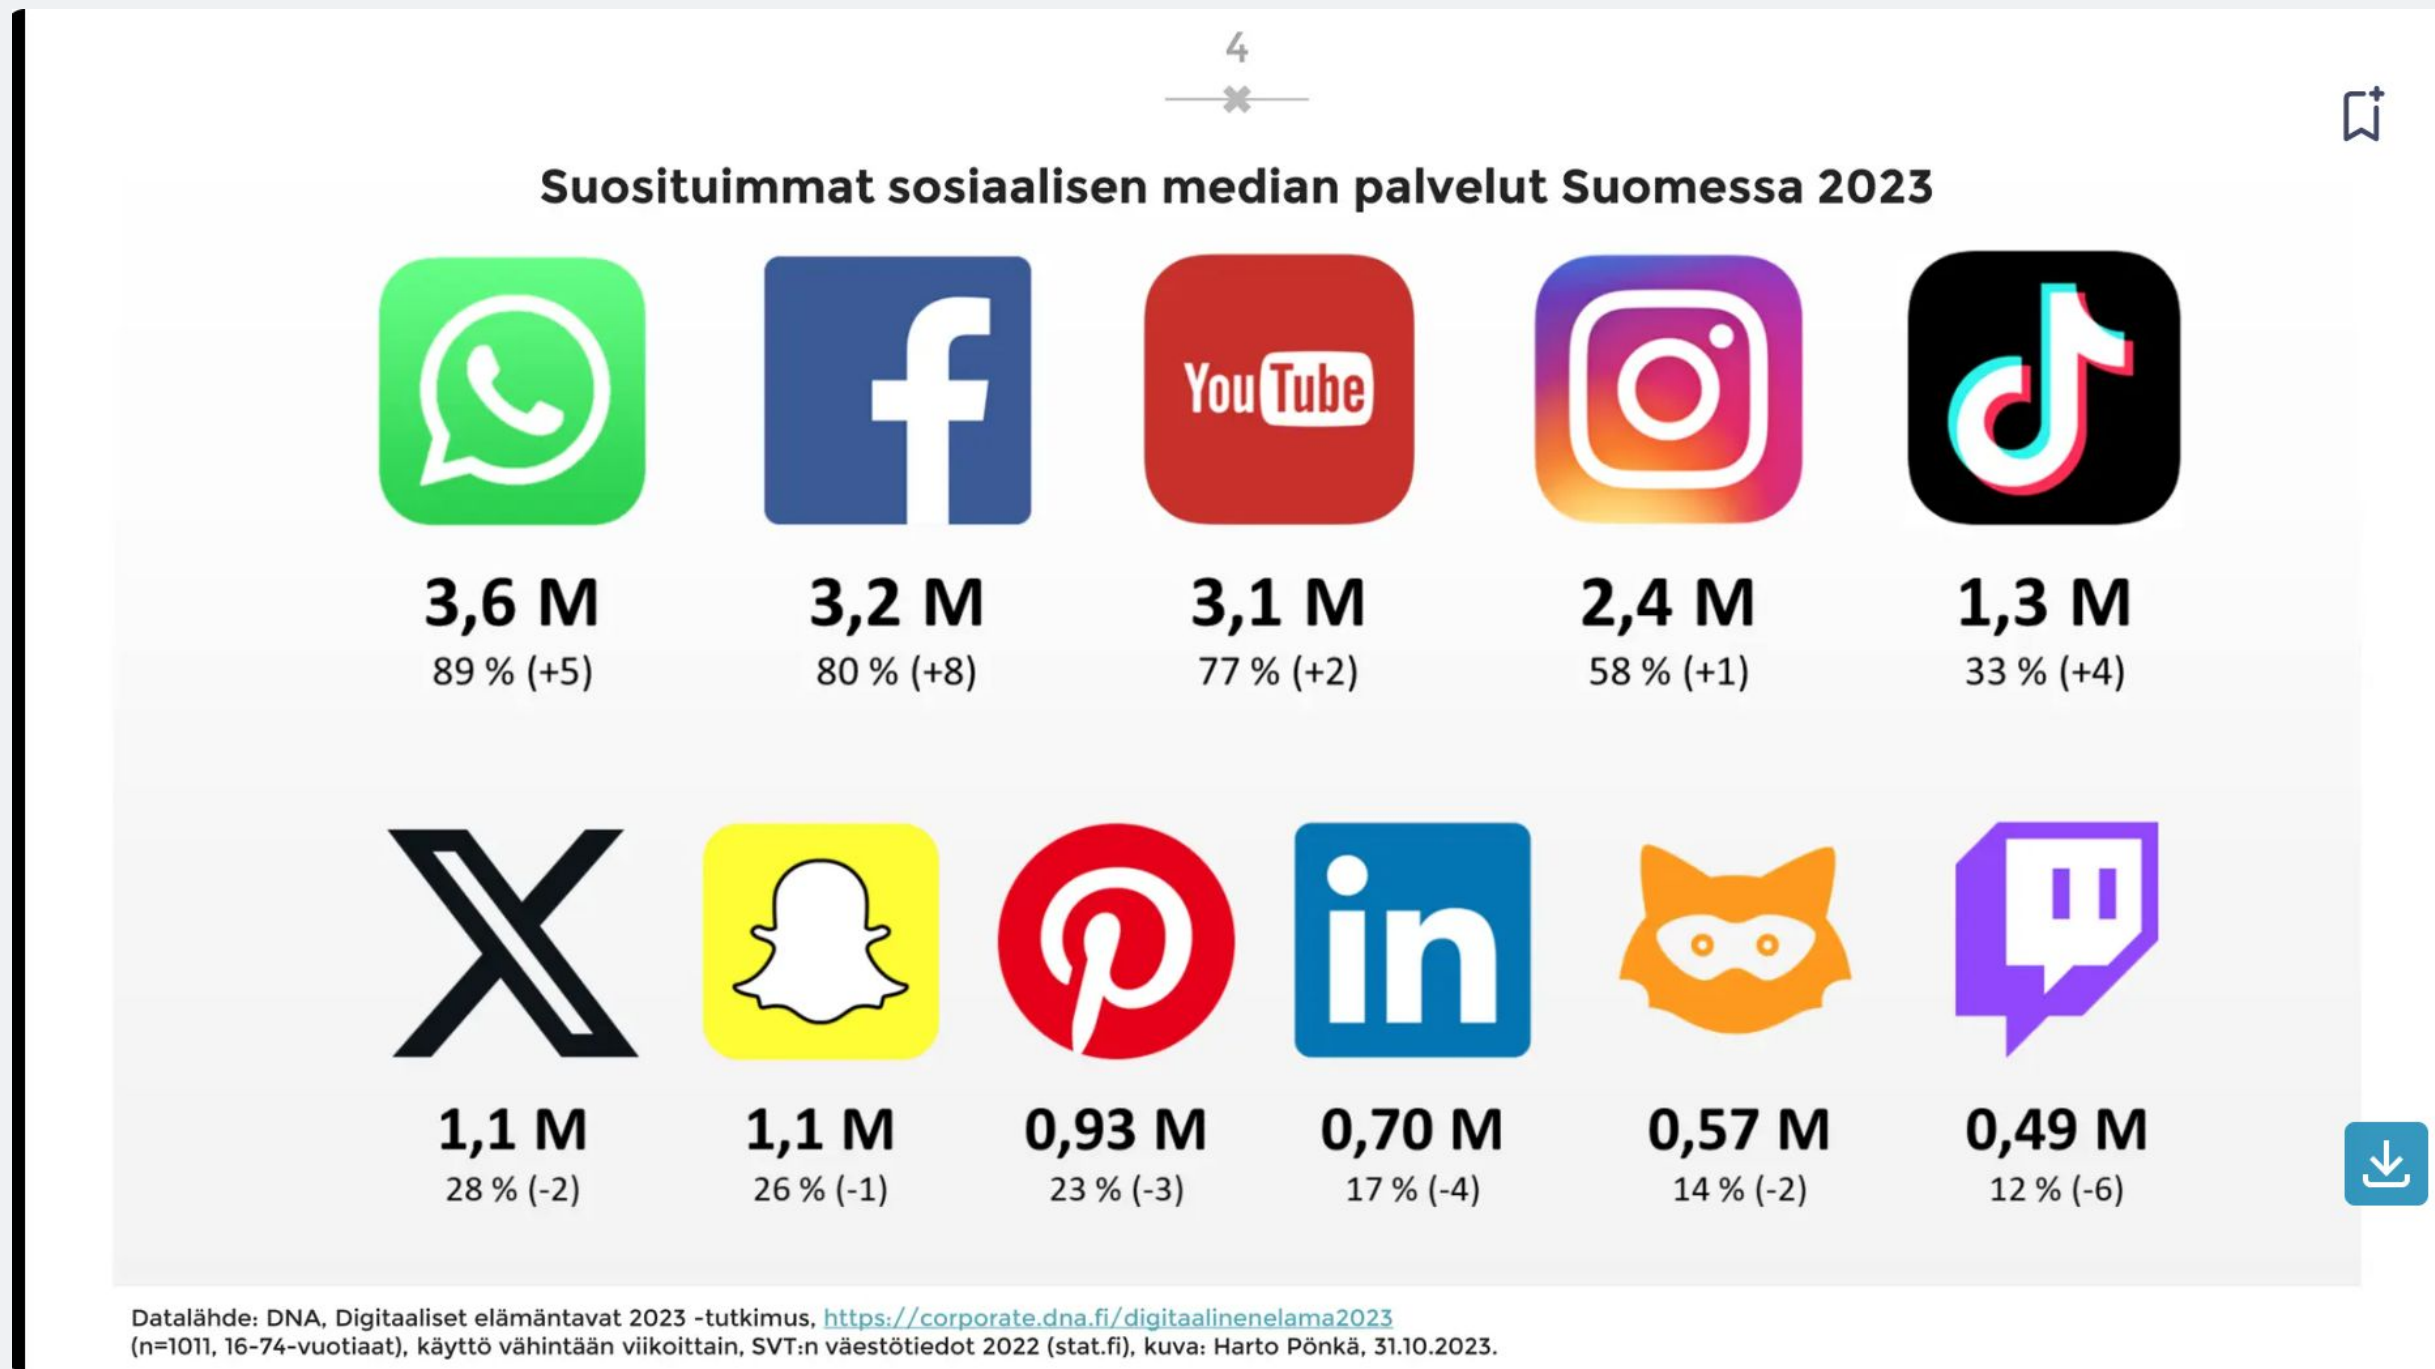 4
Suosituimmat sosiaalisen median palvelut Suomessa 2023
YouTube
3,6 M
3,2 M
3,1 M
2,4 M
1,3 M
89 % (+5)
80 % (+8)
77 % (+2)
58 % (+1)
33 % (+4)
in
1,1 M
1,1 M
0,93 M
0,70 M
0,57 M
0,49 M
28 % (-2)
26 % (-1)
23 % (-3)
17 % (-4)
14 % (-2)
12 % (-6)
Datalähde: DNA, Digitaaliset elämäntavat 2023 -tutkimus, https://corporate.dna.fi/digitaalinenelama2023
(n=1011, 16-74-vuotiaat), käyttö vähintään viikoittain, SVT:n väestötiedot 2022 (stat.fi), kuva: Harto Pönkä, 31.10.2023.